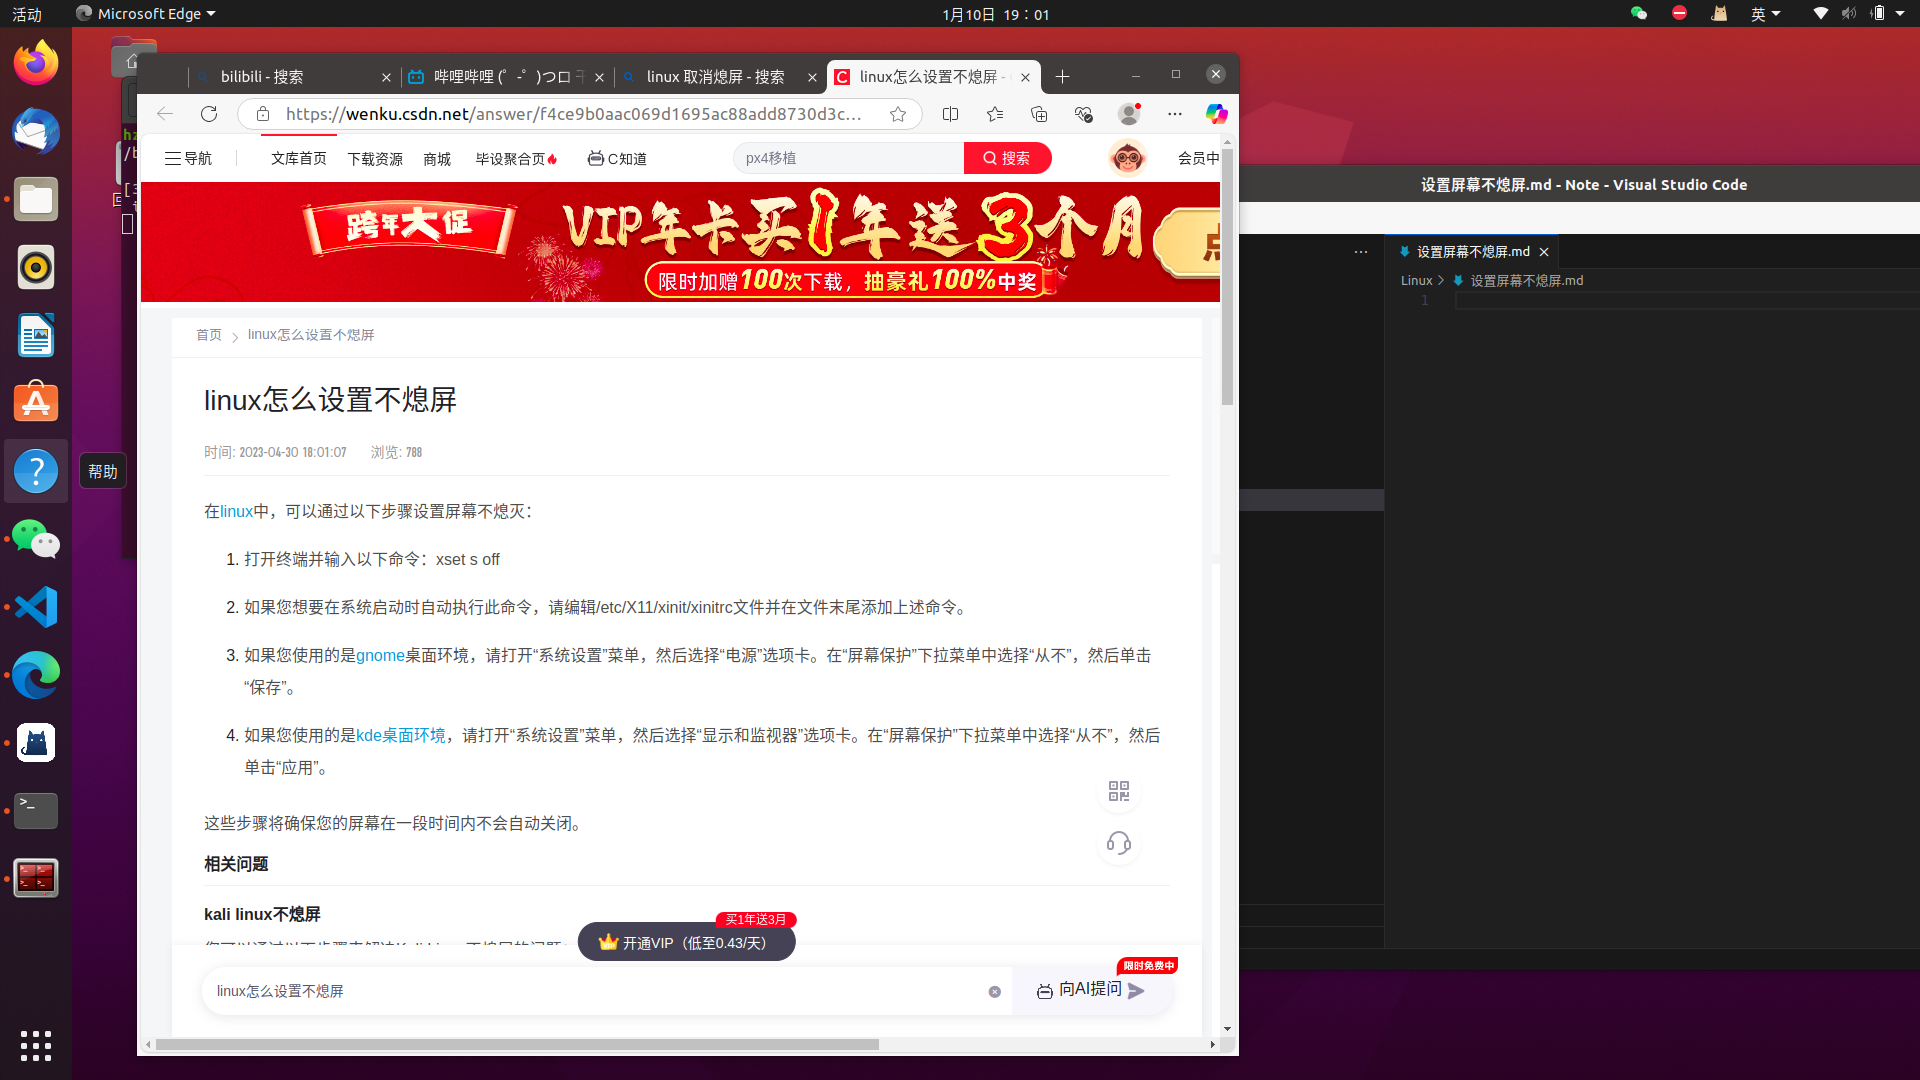 活动
Microsoft Edge
1月10日 19：01
英
bilibili - 搜索
哔哩哔哩 (゜-゜)つロ 干
linux 取消熄屏 - 搜索
linux怎么设置不熄屏 -
https://wenku.csdn.net/answer/f4ce9b0aac069d1695ac88add8730d3c...
导航
文库首页
下载资源
商城
毕设聚合页
C知道
px4移植
搜索
会员中
跨年大促
VIP年卡买1年送3个月
点
限时加赠100次下载，抽豪礼100%中奖
首页
linux怎么设置不熄屏
linux怎么设置不熄屏
时间: 2023-04-30 18:01:07
浏览: 788
在linux中，可以通过以下步骤设置屏幕不熄灭：
1. 打开终端并输入以下命令：xset s off
2. 如果您想要在系统启动时自动执行此命令，请编辑/etc/X11/xinit/xinitrc文件并在文件末尾添加上述命令。
3. 如果您使用的是gnome桌面环境，请打开“系统设置”菜单，然后选择“电源”选项卡。在“屏幕保护”下拉菜单中选择“从不”，然后单击
“保存”。
4. 如果您使用的是kde桌面环境，请打开“系统设置”菜单，然后选择“显示和监视器”选项卡。在“屏幕保护”下拉菜单中选择“从不”，然后
单击“应用”。
这些步骤将确保您的屏幕在一段时间内不会自动关闭。
相关问题
kali linux不熄屏
买1年送3月
开通VIP（低至0.43/天）
linux怎么设置不熄屏
限时免费中
向AI提问
帮助
设置屏幕不熄屏.md - Note - Visual Studio Code
设置屏幕不熄屏.md
Linux
设置屏幕不熄屏.md
1